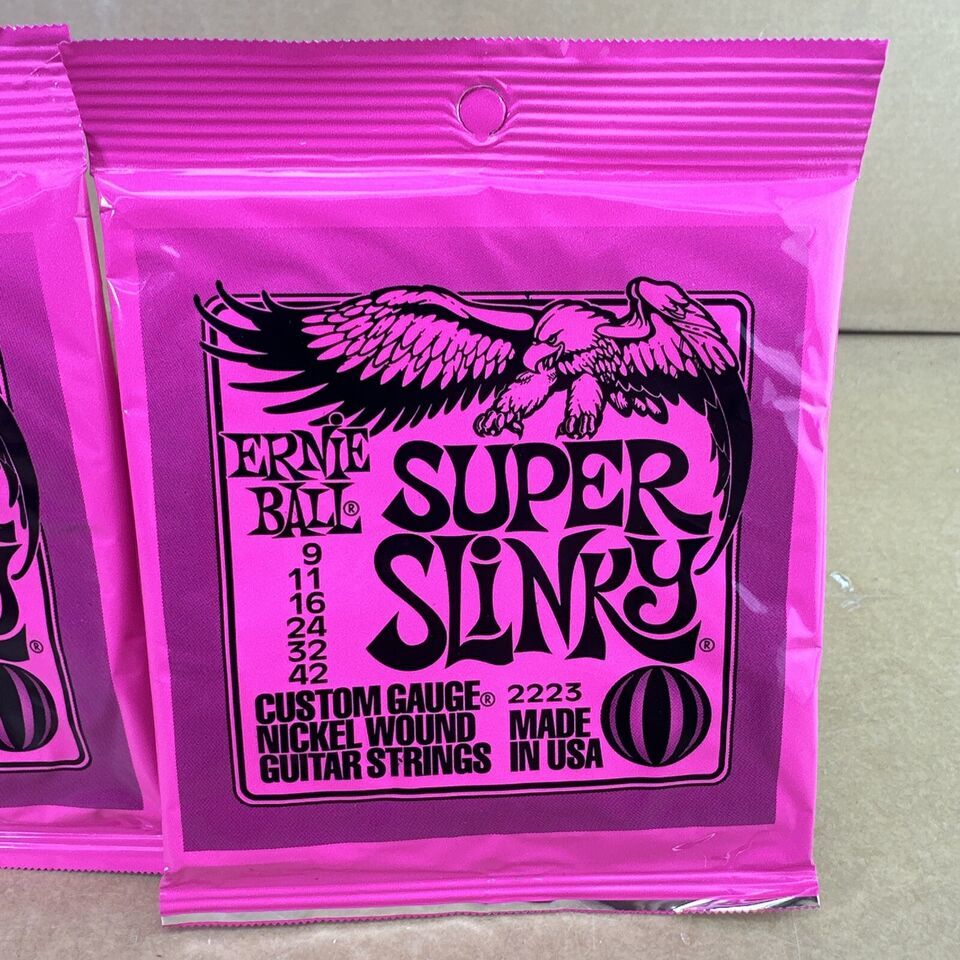 ERNiE
BALL®
SUPER
SLiNKY®
9
11
16
24
32
42
CUSTOM GAUGE®
NICKEL WOUND
GUITAR STRINGS
2223
MADE
IN USA
®